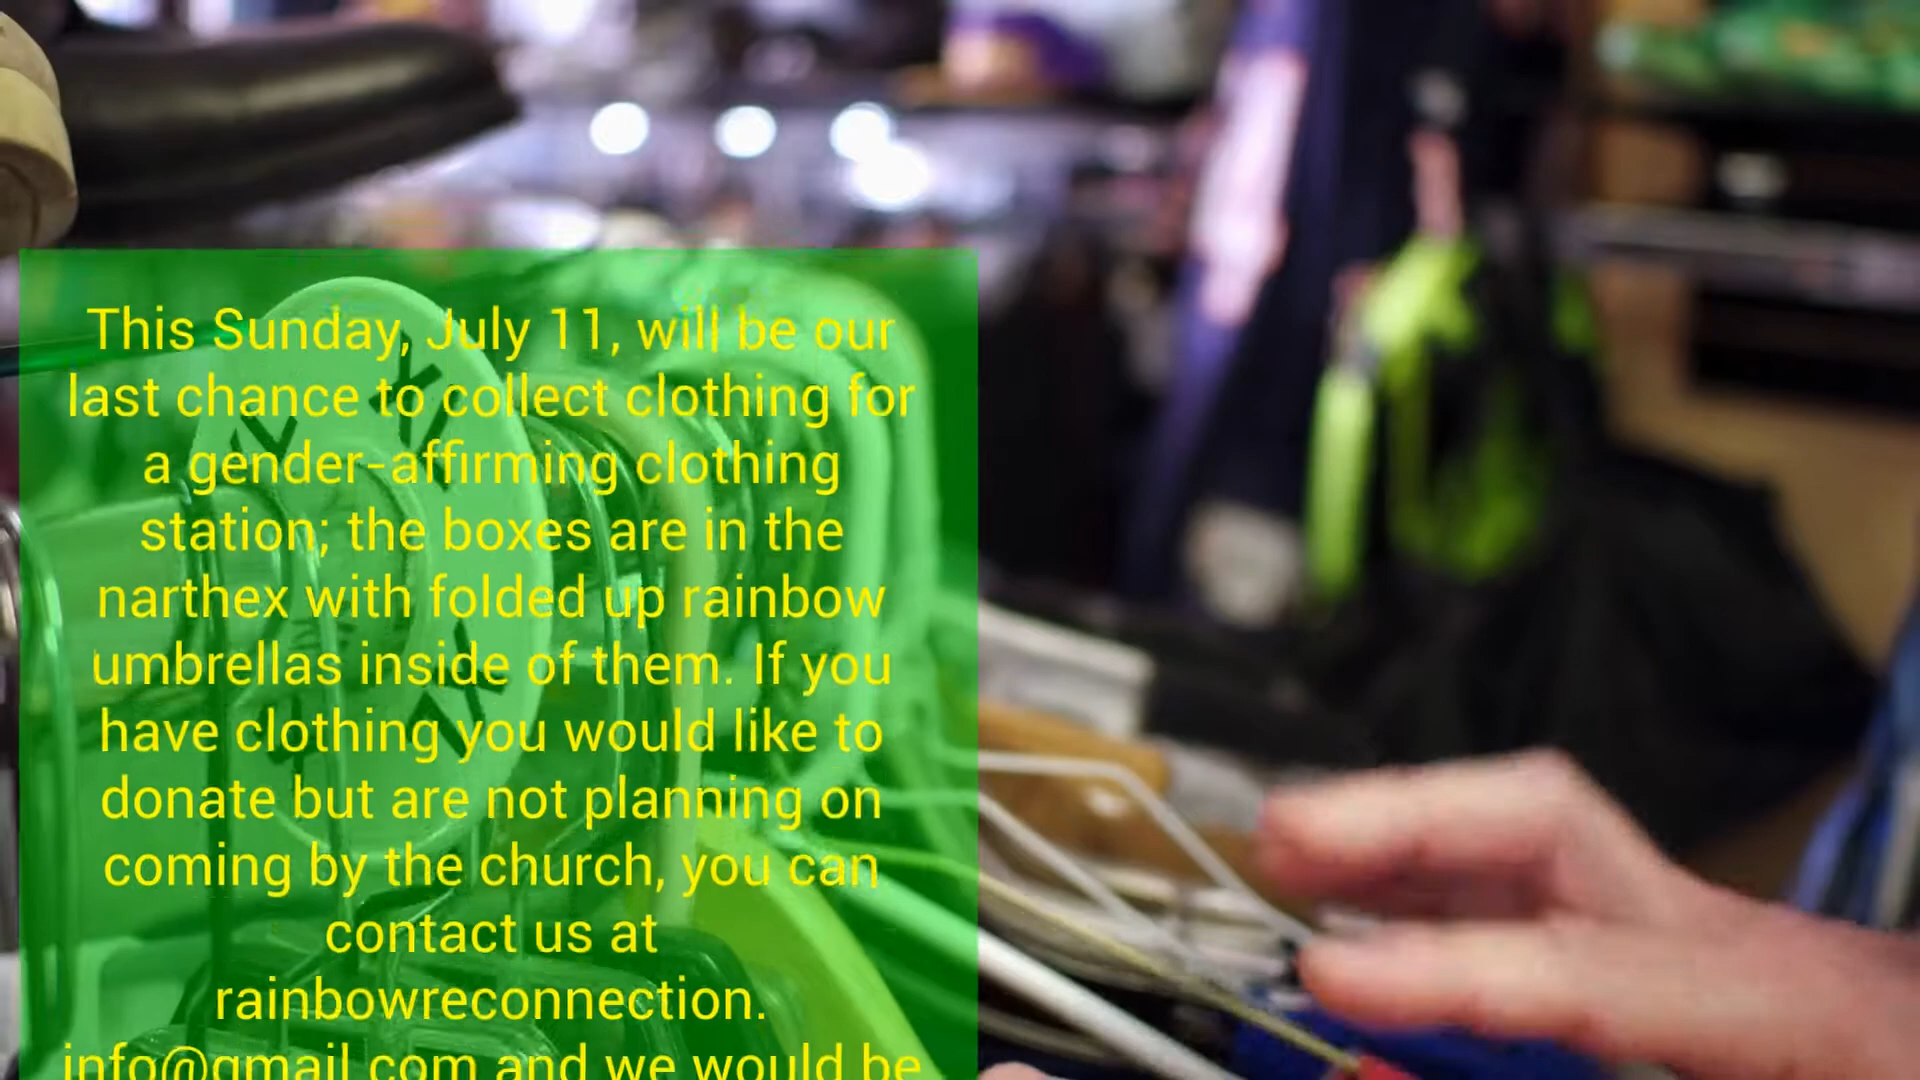 This Sunday, July 11, will be our
last chance to collect clothing for
a gender-affirming clothing
station; the boxes are in the
narthex with folded up rainbow
umbrellas inside of them. If you
have clothing you would like to
donate but are not planning on
coming by the church, you can
contact us at
rainbowreconnection.
info@gmail.com and we would be
XL